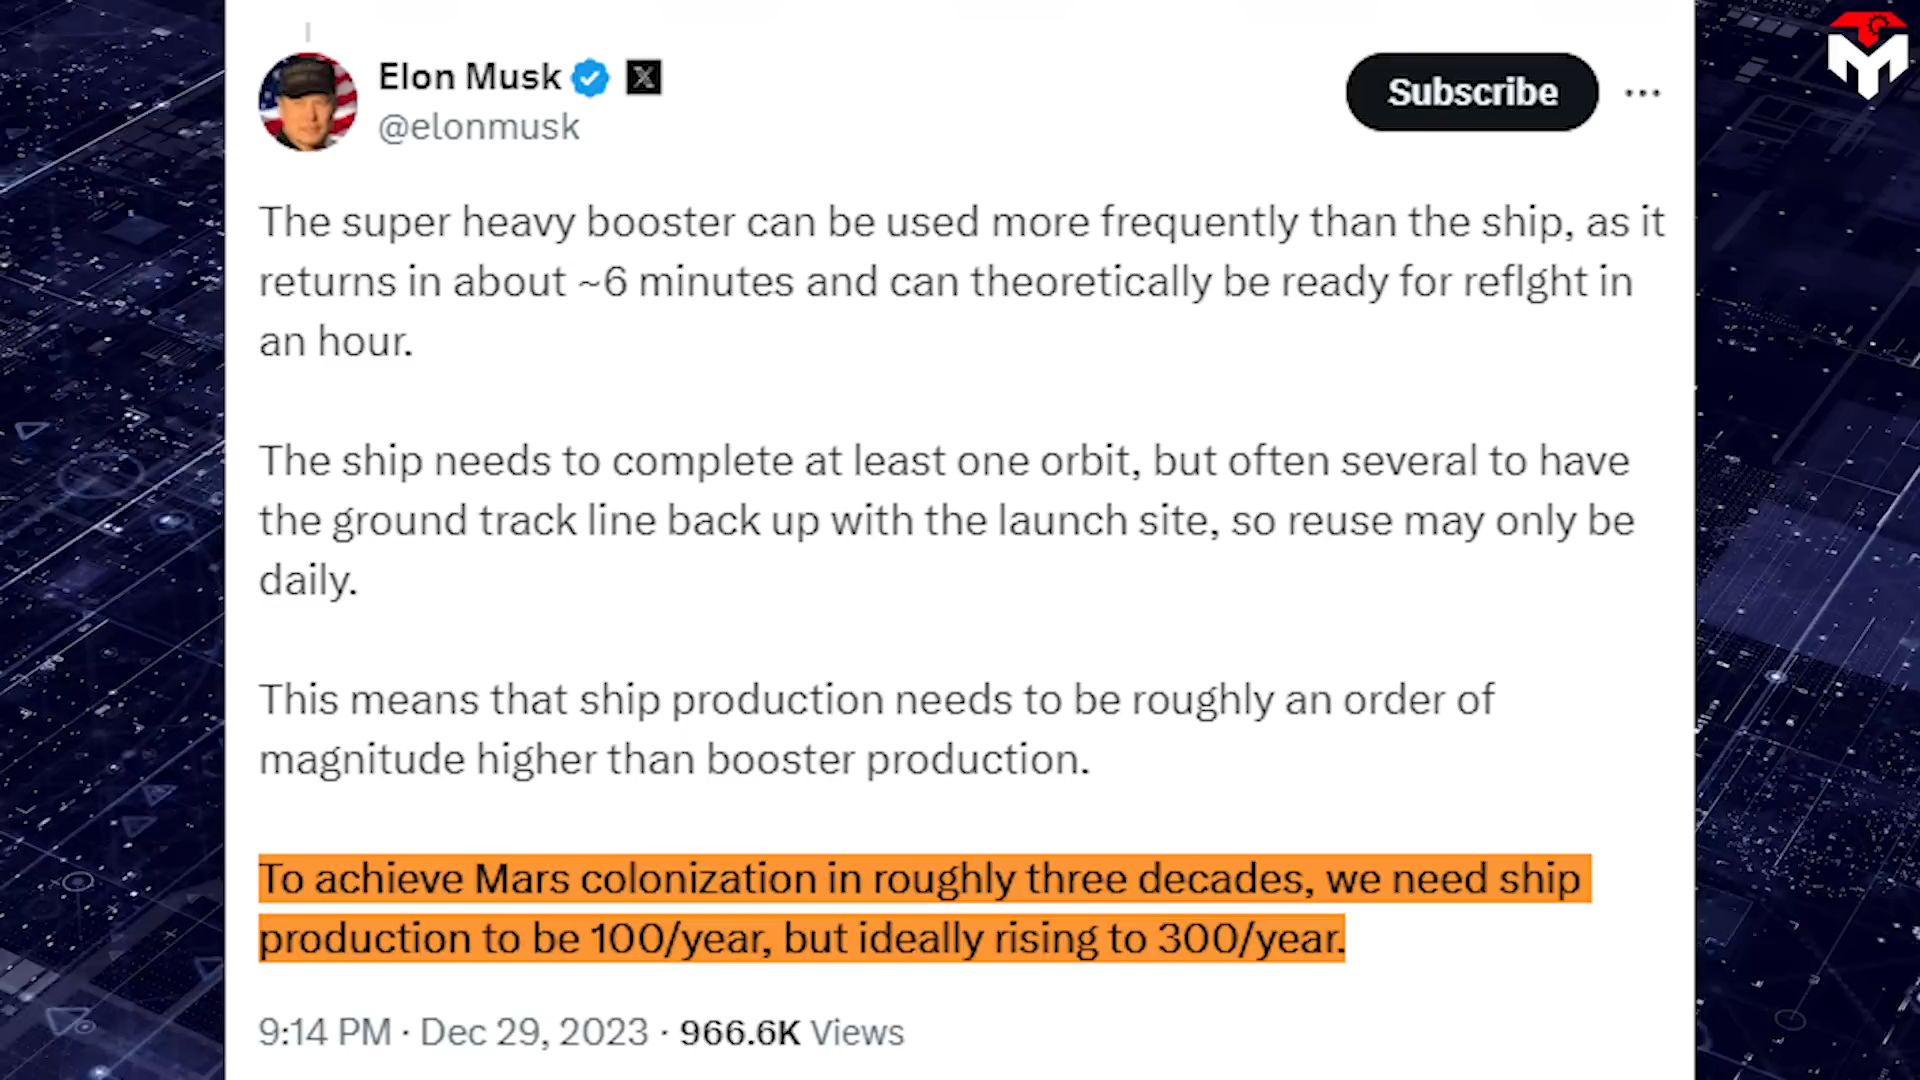 Elon Musk
@elonmusk
Subscribe
The super heavy booster can be used more frequently than the ship, as it
returns in about ~6 minutes and can theoretically be ready for reflght in
an hour.
The ship needs to complete at least one orbit, but often several to have
the ground track line back up with the launch site, so reuse may only be
daily.
This means that ship production needs to be roughly an order of
magnitude higher than booster production.
To achieve Mars colonization in roughly three decades, we need ship
production to be 100/year, but ideally rising to 300/year.
9:14 PM · Dec 29, 2023 · 966.6K Views